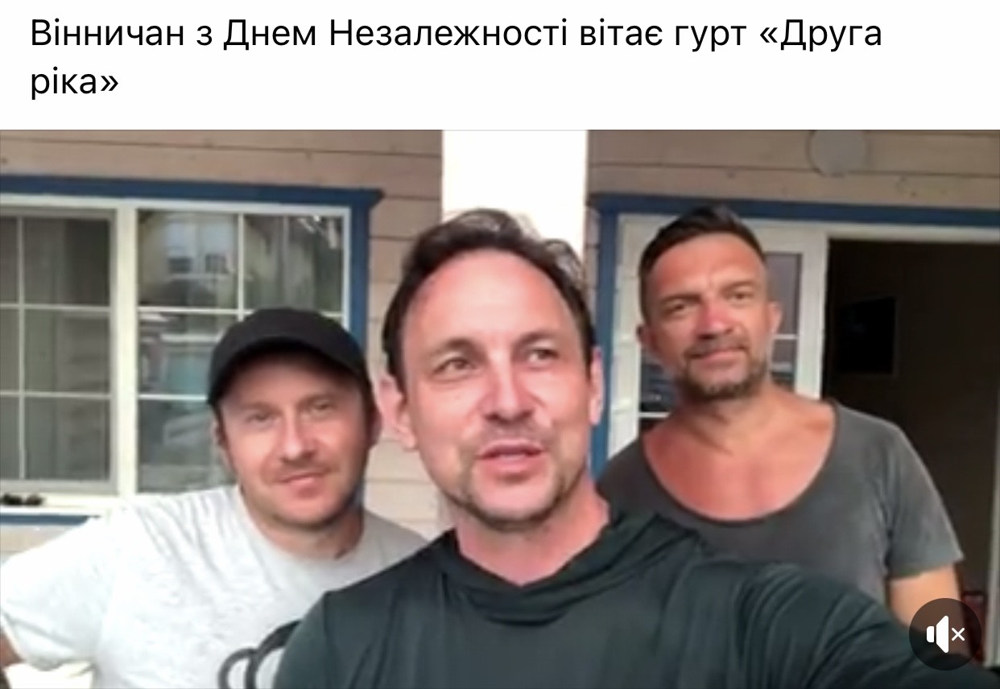 Вінничан з Днем Незалежності вітає гурт «Друга
ріка»